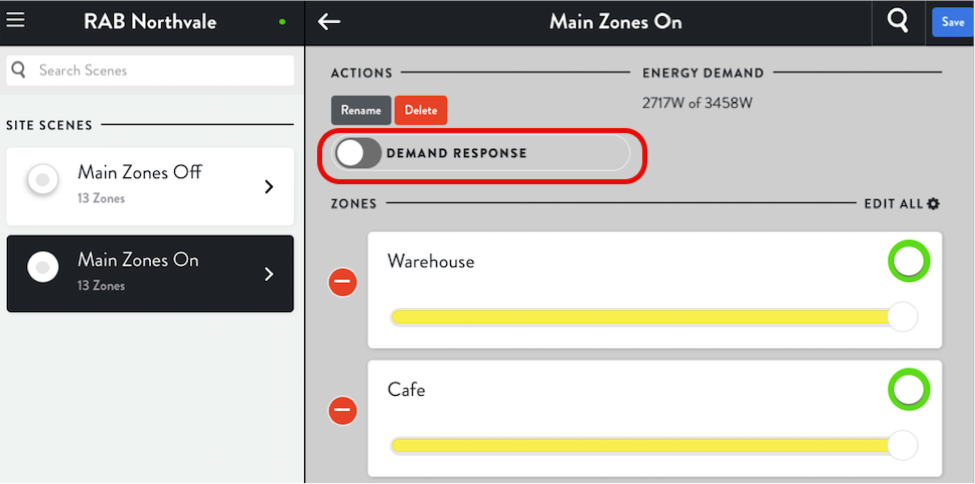 RAB Northvale
Search Scenes
SITE SCENES
Main Zones Off
13 Zones
Main Zones On
13 Zones
Main Zones On
Save
ACTIONS
Rename Delete
ENERGY DEMAND
2717W of 3458W
DEMAND RESPONSE
ZONES
EDIT ALL
Warehouse
Cafe